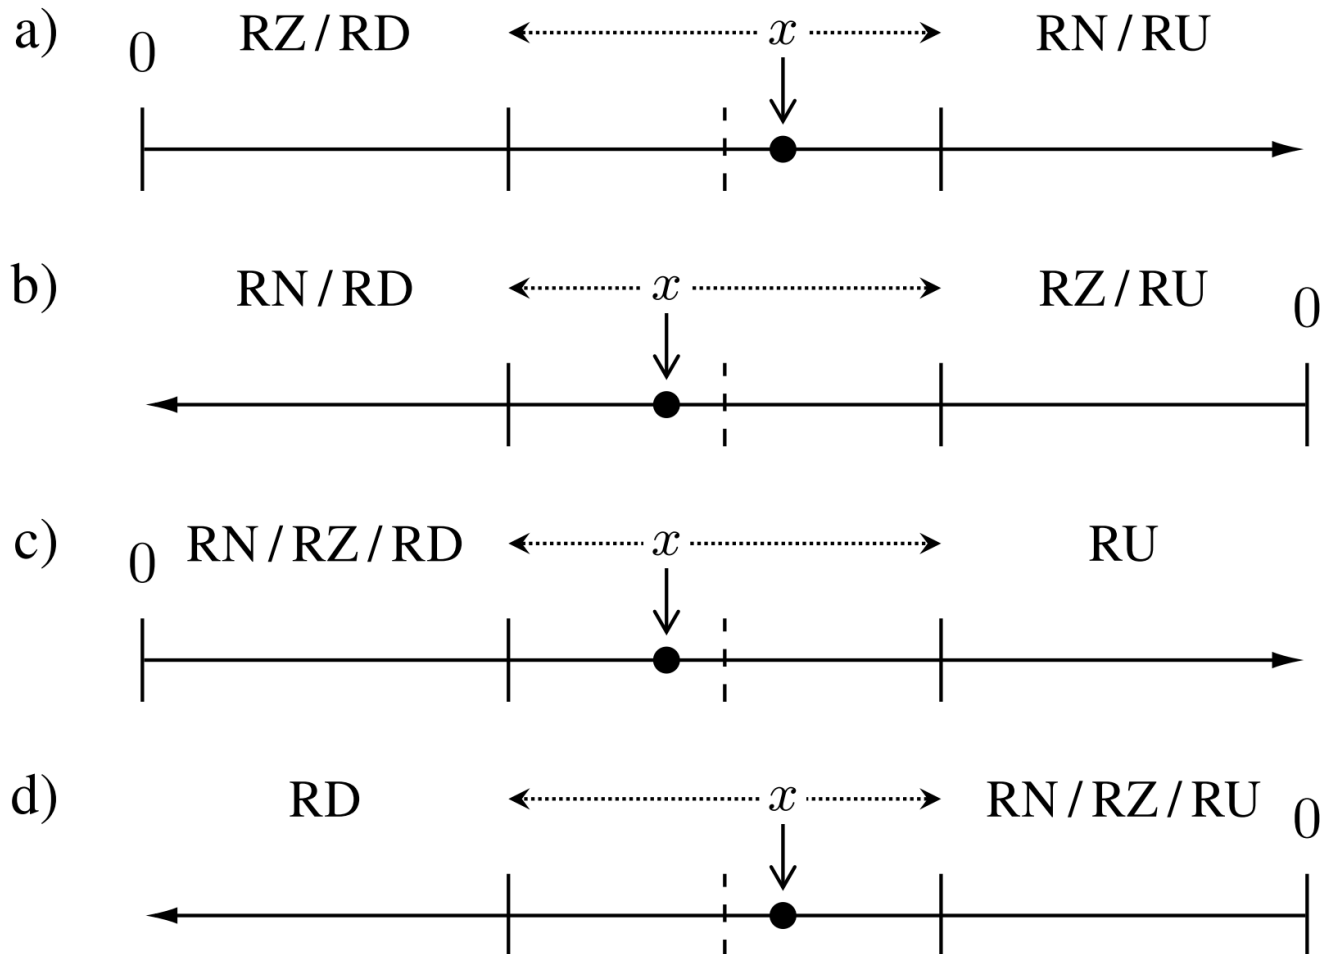 a) 0 RZ / RD x RN / RU
b) RN / RD x RZ / RU 0
c) 0 RN / RZ / RD x RU
d) RD x RN / RZ / RU 0